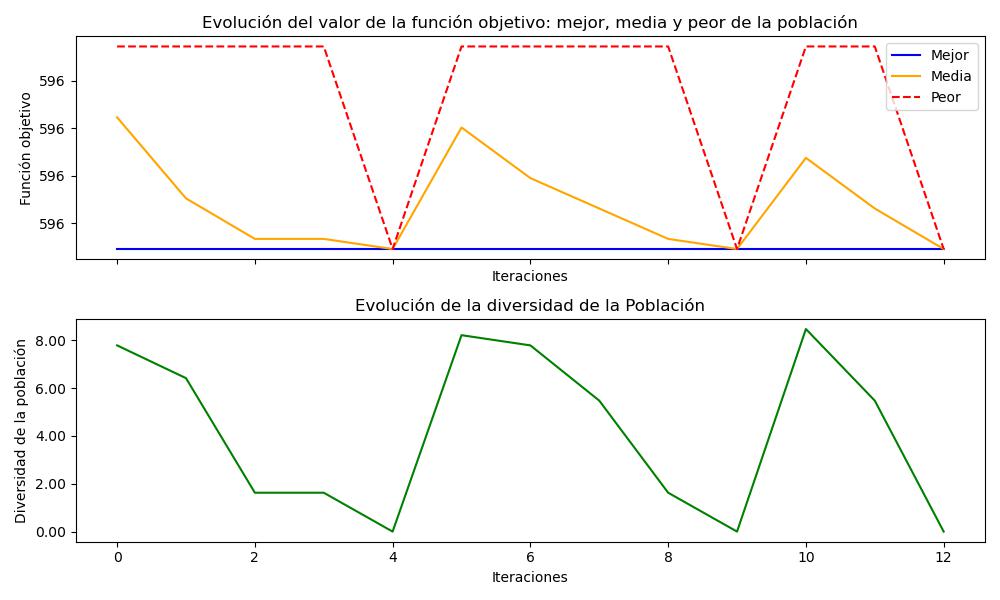 Evolución del valor de la función objetivo: mejor, media y peor de la población
Función objetivo
596
596
596
596
Mejor
Media
Peor
Iteraciones
Evolución de la diversidad de la Población
Diversidad de la población
8.00
6.00
4.00
2.00
0.00
0 2 4 6 8 10 12
Iteraciones